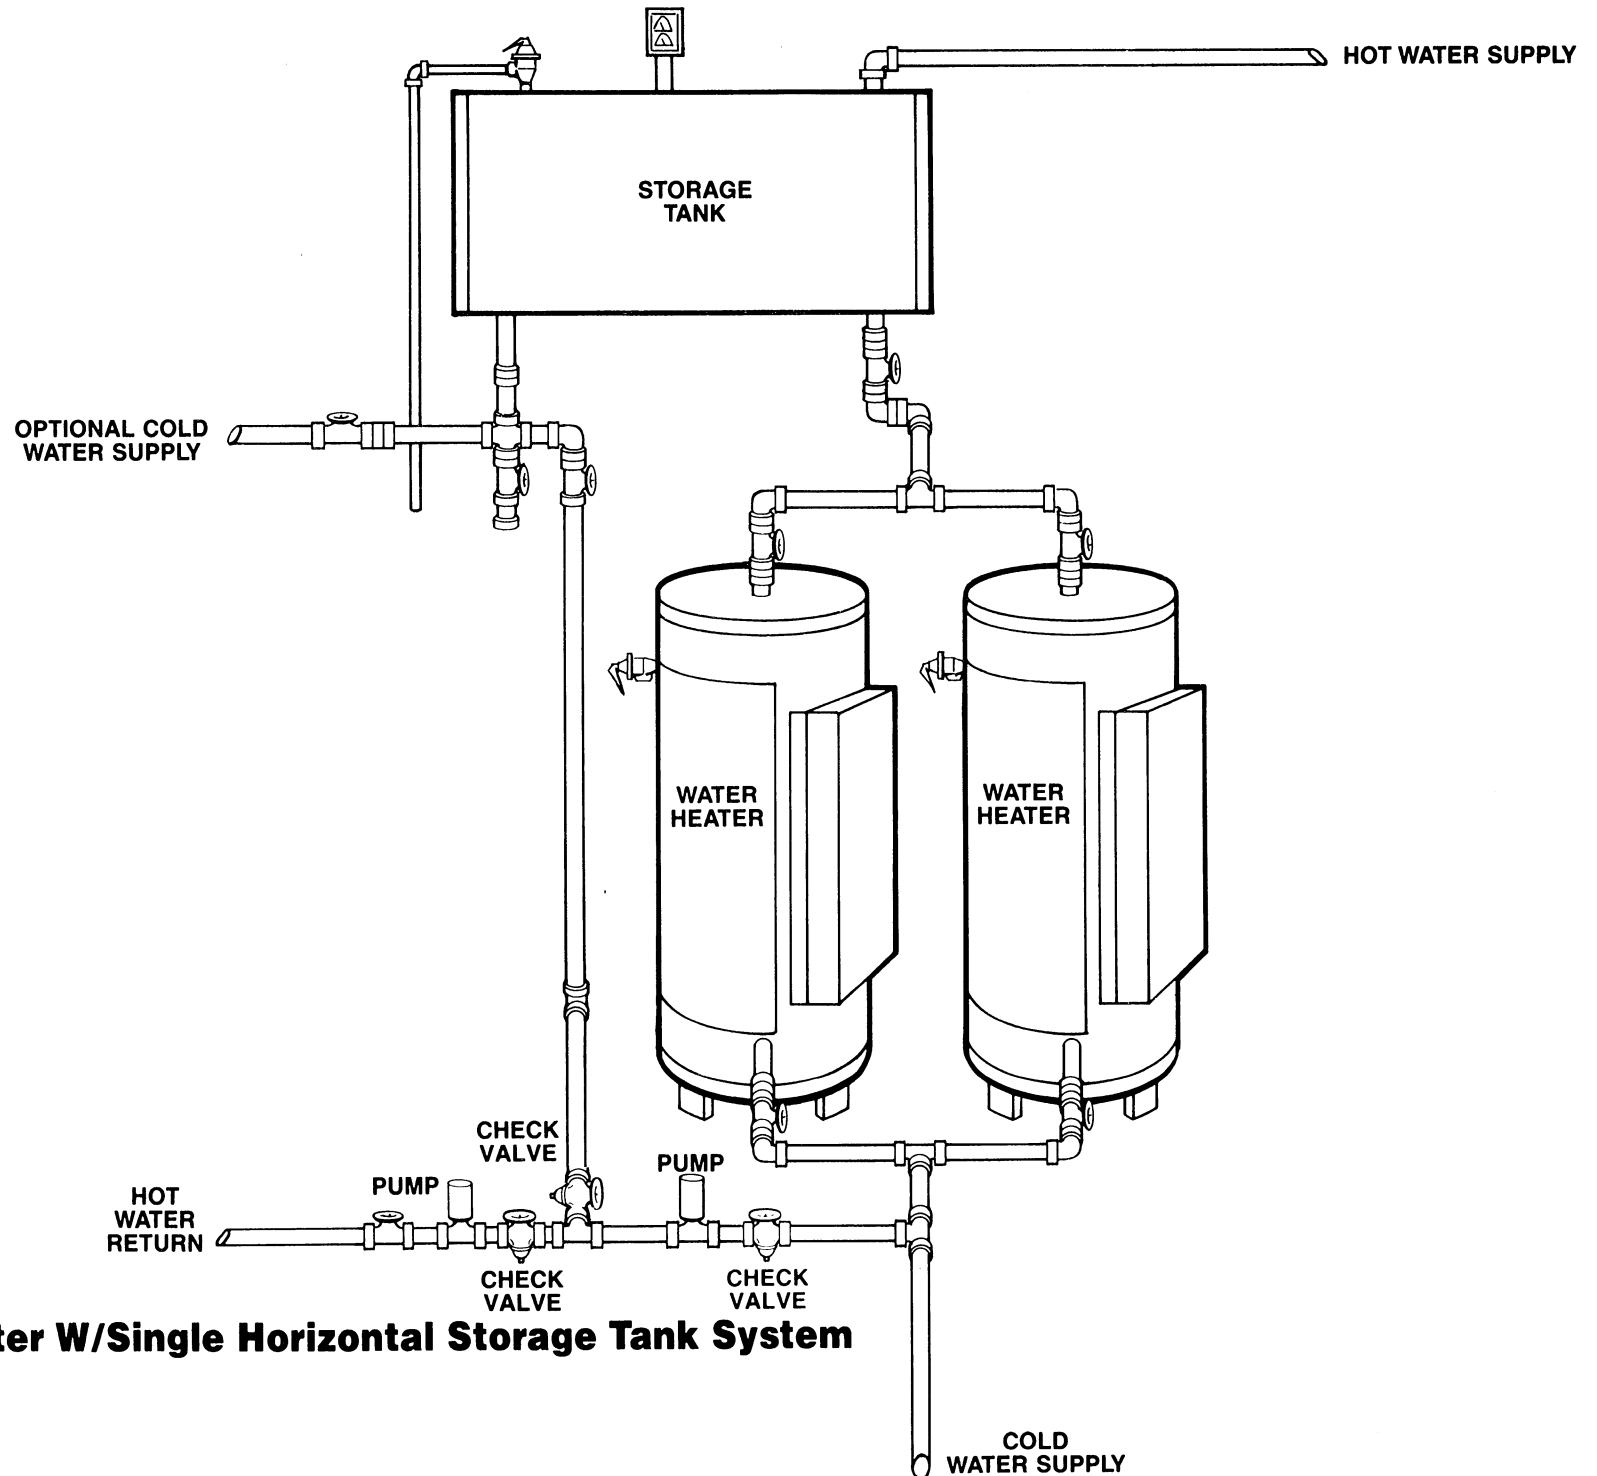 HOT WATER SUPPLY
STORAGE
TANK
OPTIONAL COLD
WATER SUPPLY
WATER
HEATER
WATER
HEATER
CHECK
VALVE
PUMP
PUMP
HOT
WATER
RETURN
CHECK
VALVE
CHECK
VALVE
ter W/Single Horizontal Storage Tank System
COLD
WATER SUPPLY